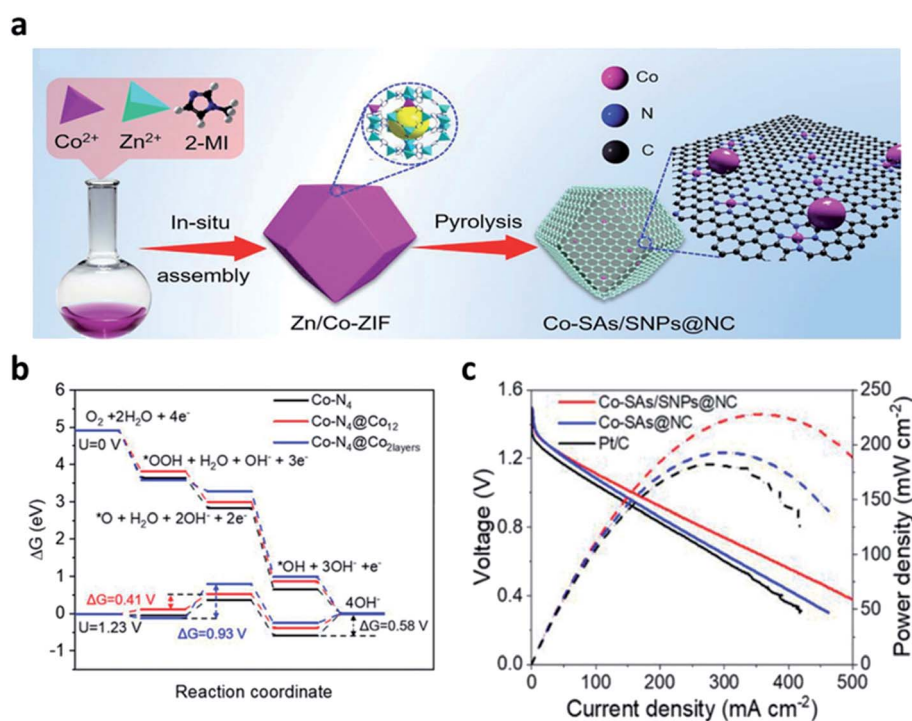 a
Co²⁺ Zn²⁺ 2-MI
In-situ
assembly
Zn/Co-ZIF
Pyrolysis
Co-SAs/SNPs@NC
Co
N
C
b
ΔG (eV)
6
5
4
3
2
1
0
-1
O₂ +2H₂O + 4e⁻
U=0 V
*OOH + H₂O + OH⁻ + 3e⁻
*O + H₂O + 2OH⁻ + 2e⁻
*OH + 3OH⁻ +e⁻
4OH⁻
Co-N₄
Co-N₄@Co₁₂
Co-N₄@Co₂layers
ΔG=0.41 V
U=1.23 V
ΔG=0.93 V
ΔG=0.58 V
Reaction coordinate
c
Voltage (V)
1.6
1.2
0.8
0.4
0.0
Co-SAs/SNPs@NC
Co-SAs@NC
Pt/C
0 100 200 300 400 500
Current density (mA cm⁻²)
250
200
150
100
50
0
Power density (mW cm⁻²)